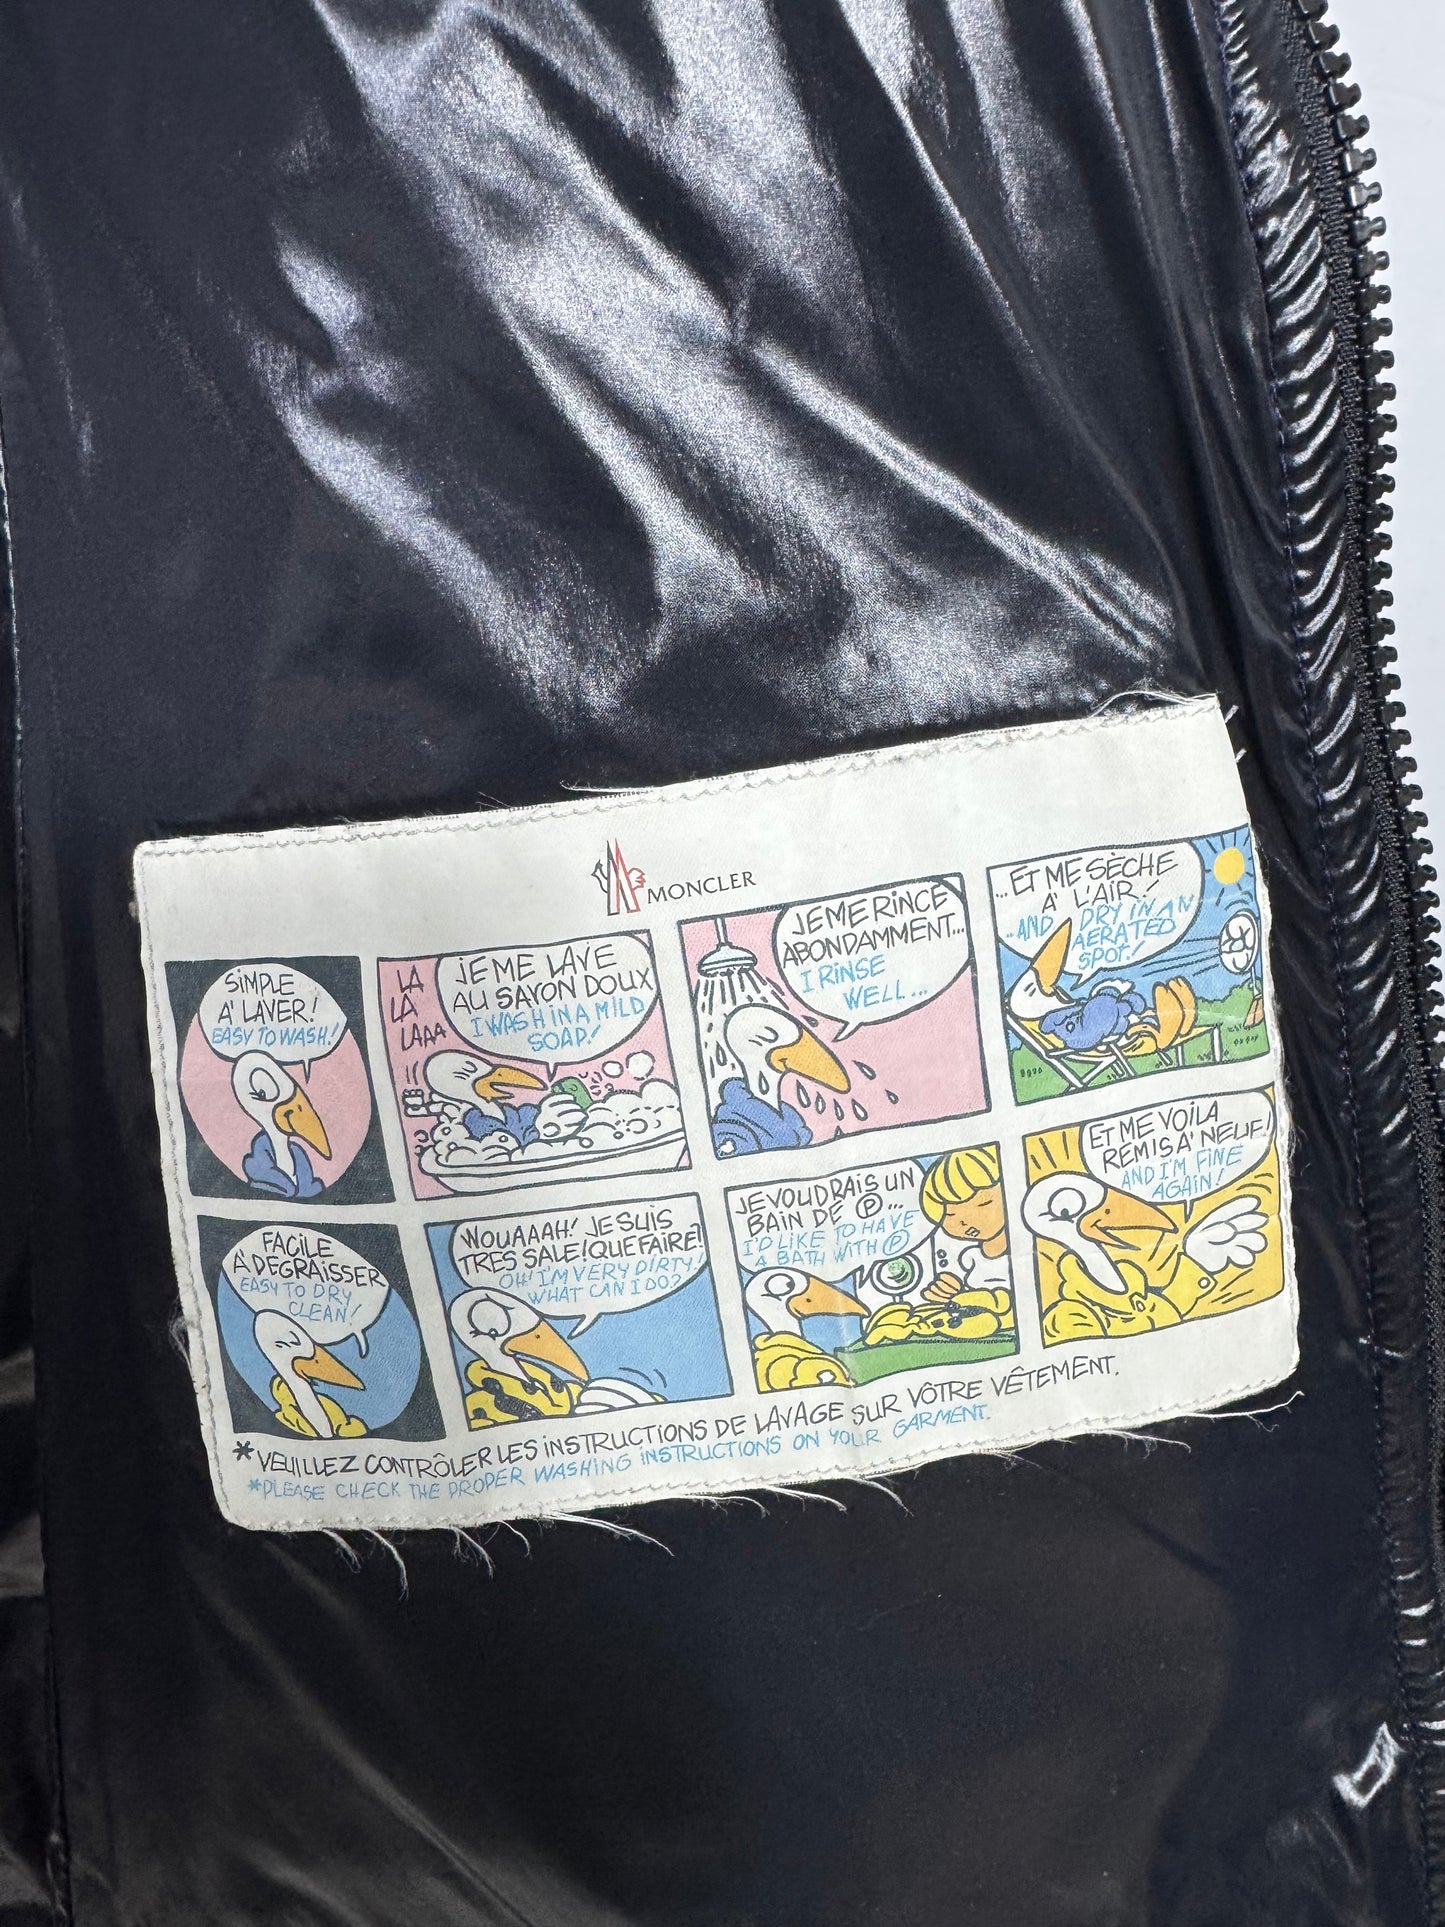 MONCLER
SIMPLE
A' LAVER!
EASY TO WASH!
LA
LA
LA
LAAA
JE ME LAVE
AU SAVON DOUX
I WASH IN A MILD
SOAP!
JE ME RINCE
ABONDAMMENT...
I RINSE
WELL...
...ET ME SÈCHE
A' L'AIR!
..AND DRY IN AN
AERATED
SPOT!
FACILE
A' DEGRAISSER
EASY TO DRY
CLEAN!
WOUAAAH! JE SUIS
TRES SALE! QUE FAIRE?
OH! I'M VERY DIRTY!
WHAT CAN I DO?
JE VOUDRAIS UN
BAIN DE Ⓟ...
I'D LIKE TO HAVE
A BATH WITH Ⓟ
ET ME VOILA
REMIS A' NEUF!
AND I'M FINE
AGAIN!
*VEUILLEZ CONTRÔLER LES INSTRUCTIONS DE LAVAGE SUR VÔTRE VÊTEMENT.
*PLEASE CHECK THE PROPER WASHING INSTRUCTIONS ON YOUR GARMENT.